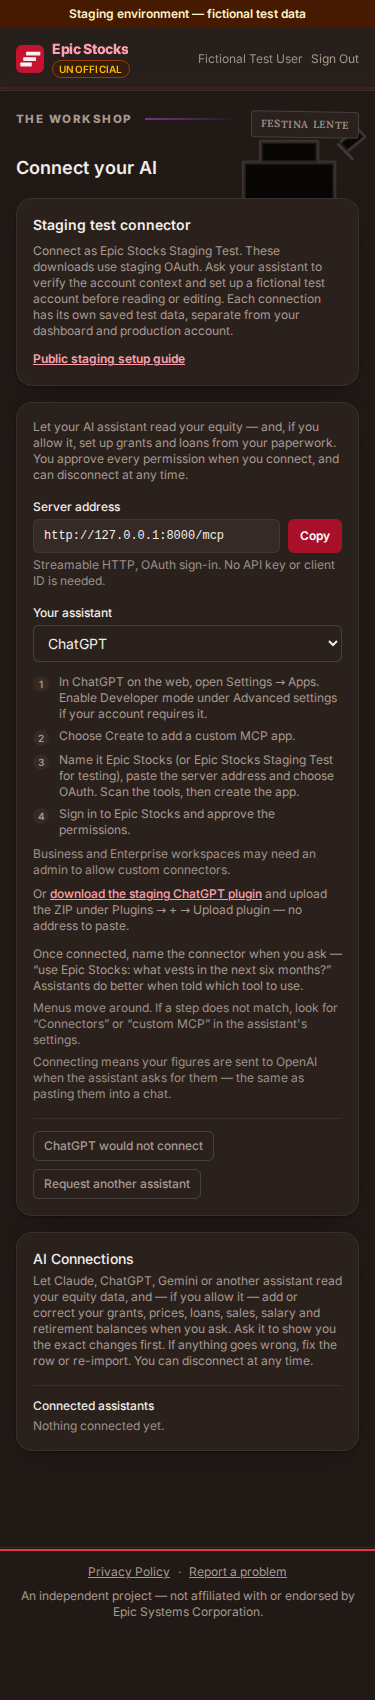 Staging environment — fictional test data
Epic Stocks
UNOFFICIAL
Fictional Test User
Sign Out
THE WORKSHOP
FESTINA LENTE
Connect your AI
Staging test connector
Connect as Epic Stocks Staging Test. These
downloads use staging OAuth. Ask your assistant to
verify the account context and set up a fictional test
account before reading or editing. Each connection
has its own saved test data, separate from your
dashboard and production account.
Public staging setup guide
Let your AI assistant read your equity — and, if you
allow it, set up grants and loans from your paperwork.
You approve every permission when you connect, and
can disconnect at any time.
Server address
http://127.0.0.1:8000/mcp
Copy
Streamable HTTP, OAuth sign-in. No API key or client
ID is needed.
Your assistant
ChatGPT
1 In ChatGPT on the web, open Settings → Apps.
Enable Developer mode under Advanced settings
if your account requires it.
2 Choose Create to add a custom MCP app.
3 Name it Epic Stocks (or Epic Stocks Staging Test
for testing), paste the server address and choose
OAuth. Scan the tools, then create the app.
4 Sign in to Epic Stocks and approve the
permissions.
Business and Enterprise workspaces may need an
admin to allow custom connectors.
Or download the staging ChatGPT plugin and upload
the ZIP under Plugins → + → Upload plugin — no
address to paste.
Once connected, name the connector when you ask —
“use Epic Stocks: what vests in the next six months?”
Assistants do better when told which tool to use.
Menus move around. If a step does not match, look for
“Connectors” or “custom MCP” in the assistant's
settings.
Connecting means your figures are sent to OpenAI
when the assistant asks for them — the same as
pasting them into a chat.
ChatGPT would not connect
Request another assistant
AI Connections
Let Claude, ChatGPT, Gemini or another assistant read
your equity data, and — if you allow it — add or
correct your grants, prices, loans, sales, salary and
retirement balances when you ask. Ask it to show you
the exact changes first. If anything goes wrong, fix the
row or re-import. You can disconnect at any time.
Connected assistants
Nothing connected yet.
Privacy Policy · Report a problem
An independent project — not affiliated with or endorsed by
Epic Systems Corporation.